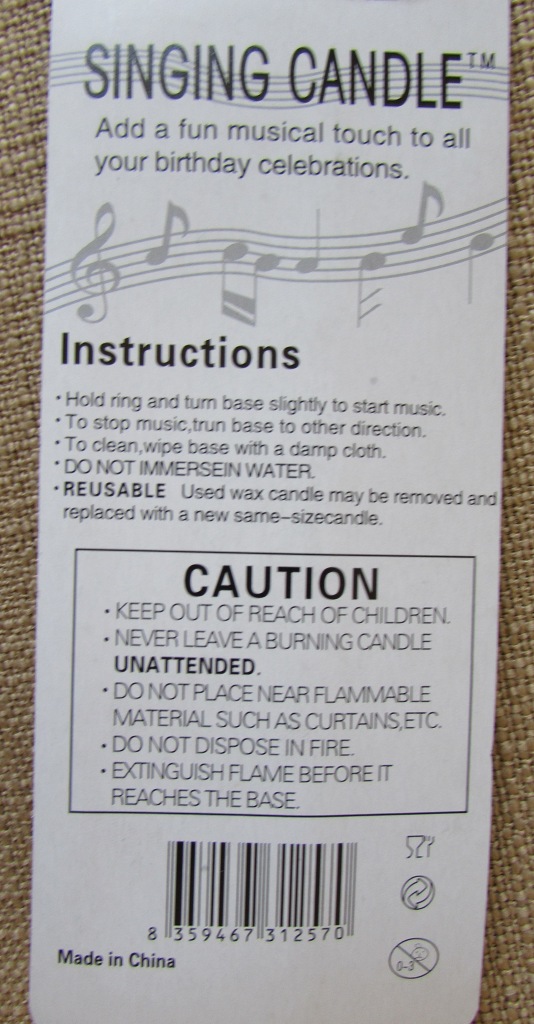 SINGING CANDLE™
Add a fun musical touch to all
your birthday celebrations.
Instructions
• Hold ring and turn base slightly to start music.
• To stop music,trun base to other direction.
• To clean,wipe base with a damp cloth.
• DO NOT IMMERSEIN WATER.
• REUSABLE Used wax candle may be removed and
replaced with a new same-sizecandle.
CAUTION
• KEEP OUT OF REACH OF CHILDREN.
• NEVER LEAVE A BURNING CANDLE
UNATTENDED.
• DO NOT PLACE NEAR FLAMMABLE
MATERIAL SUCH AS CURTAINS,ETC.
• DO NOT DISPOSE IN FIRE.
• EXTINGUISH FLAME BEFORE IT
REACHES THE BASE.
8 359467 312570
0-3
Made in China